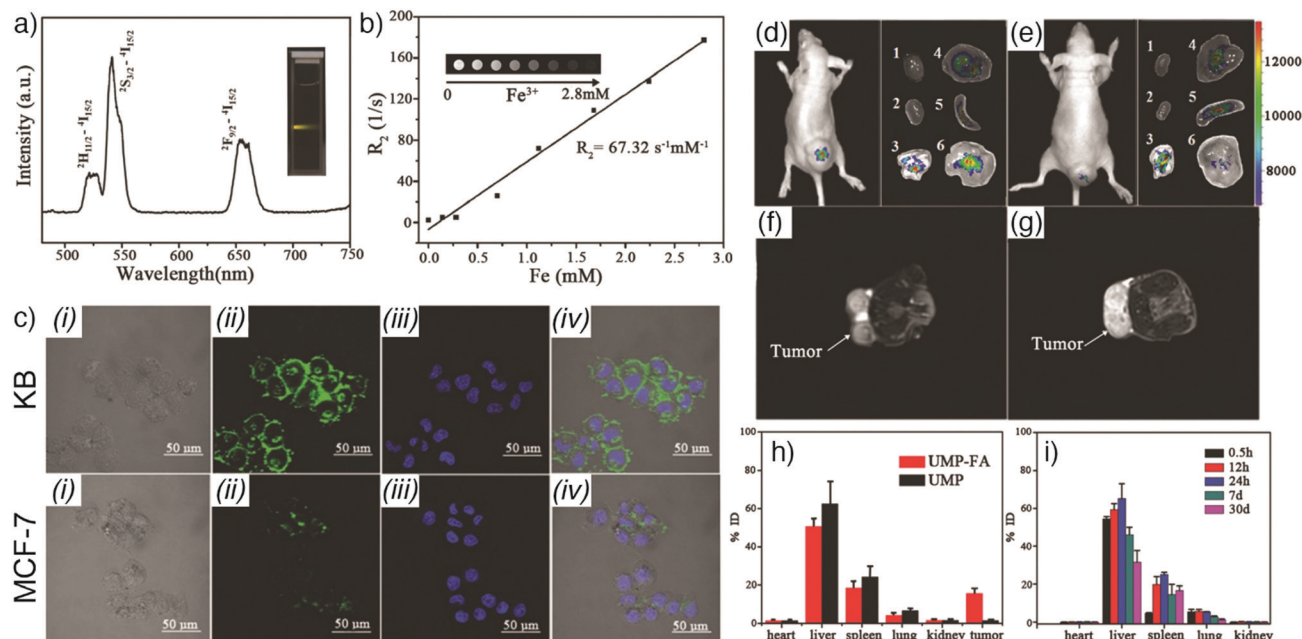 a)
Intensity (a.u.)
²H₁₁/₂- ⁴I₁₅/₂
²S₃/₂- ⁴I₁₅/₂
²F₉/₂- ⁴I₁₅/₂
500 550 600 650 700 750
Wavelength(nm)
b)
R₂ (1/s)
200
180
160
120
80
40
0
0 Fe³⁺ 2.8mM
R₂= 67.32 s⁻¹mM⁻¹
0.0 0.5 1.0 1.5 2.0 2.5 3.0
Fe (mM)
c)
KB
(i) (ii) (iii) (iv)
50 μm 50 μm 50 μm 50 μm
MCF-7
(i) (ii) (iii) (iv)
50 μm 50 μm 50 μm 50 μm
(d)
1 4
2 5
3 6
(e)
1 4
2 5
3 6
12000
10000
8000
(f)
Tumor
(g)
Tumor
h)
% ID
100
80
60
40
20
0
UMP-FA
UMP
heart liver spleen lung kidney tumor
i)
% ID
100
80
60
40
20
0
0.5h
12h
24h
7d
30d
heart liver spleen lung kidney